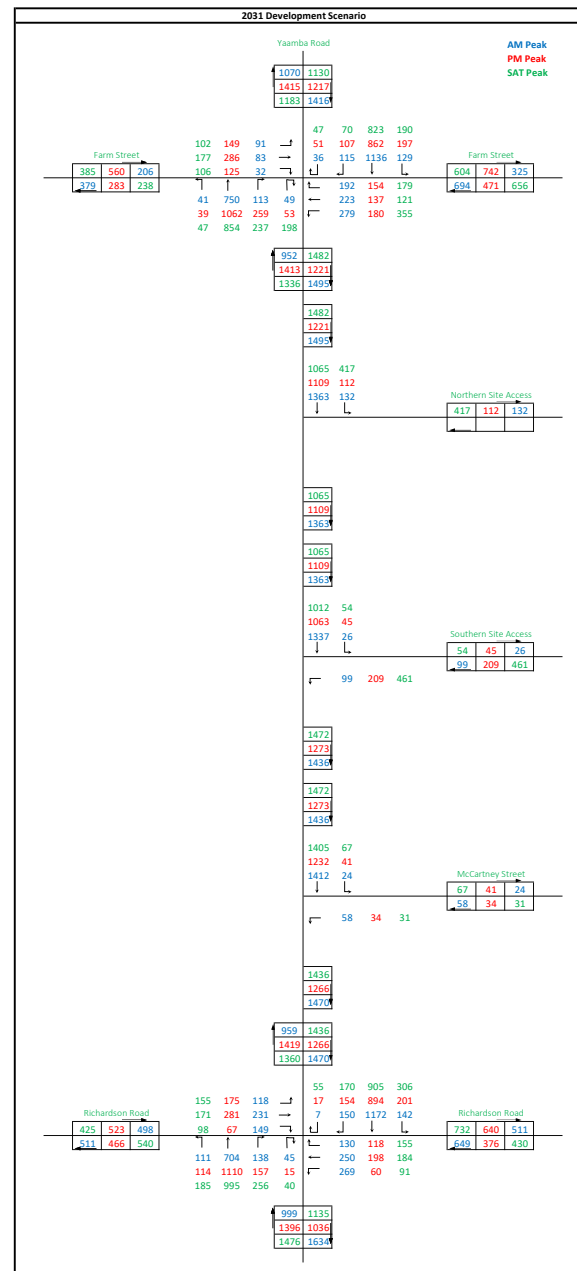 2031 Development Scenario
Yaamba Road
AM Peak
PM Peak
SAT Peak
1070 1130
1415 1217
1183 1416
47 70 823 190
51 107 862 197
36 115 1136 129
102 149 91
177 286 83
106 125 32
Farm Street
385 560 206
379 283 238
Farm Street
604 742 325
694 471 656
192 154 179
223 137 121
279 180 355
41 750 113 49
39 1062 259 53
47 854 237 198
952 1482
1413 1221
1336 1495
1482
1221
1495
1065 417
1109 112
1363 132
Northern Site Access
417 112 132
1065
1109
1363
1065
1109
1363
1012 54
1063 45
1337 26
Southern Site Access
54 45 26
99 209 461
99 209 461
1472
1273
1436
1472
1273
1436
1405 67
1232 41
1412 24
McCartney Street
67 41 24
58 34 31
58 34 31
1436
1266
1470
959 1436
1419 1266
1360 1470
55 170 905 306
17 154 894 201
7 150 1172 142
155 175 118
171 281 231
98 67 149
Richardson Road
425 523 498
511 466 540
Richardson Road
732 640 511
649 376 430
130 118 155
250 198 184
269 60 91
111 704 138 45
114 1110 157 15
185 995 256 40
999 1135
1396 1036
1476 1634